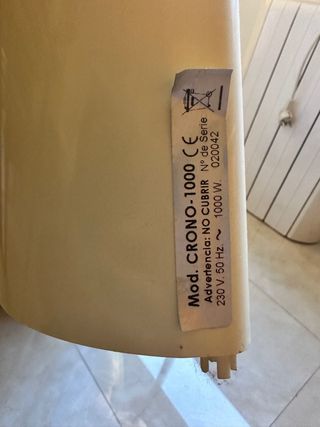 Mod. CRONO-1000 CE
Advertencia: NO CUBRIR Nº de Serie
230 V. 50 Hz. ~ 1000 W. 020042